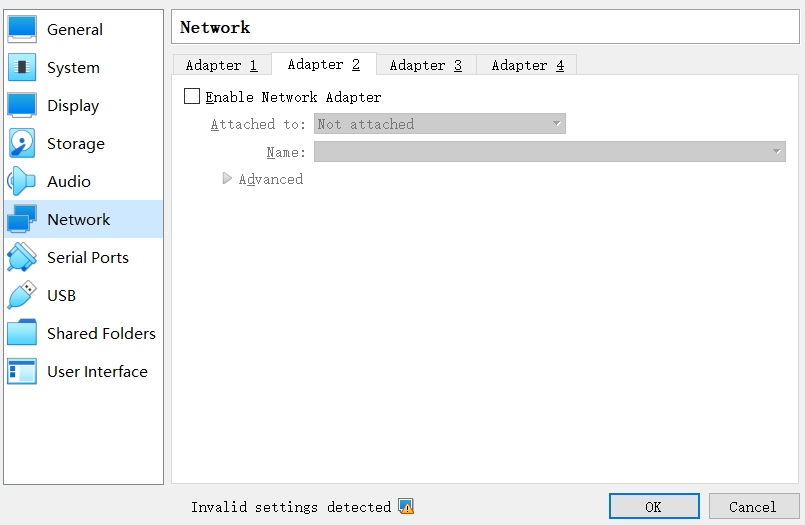 General
System
Display
Storage
Audio
Network
Serial Ports
USB
Shared Folders
User Interface
Network
Adapter 1 Adapter 2 Adapter 3 Adapter 4
Enable Network Adapter
Attached to: Not attached
Name:
Advanced
Invalid settings detected
OK Cancel